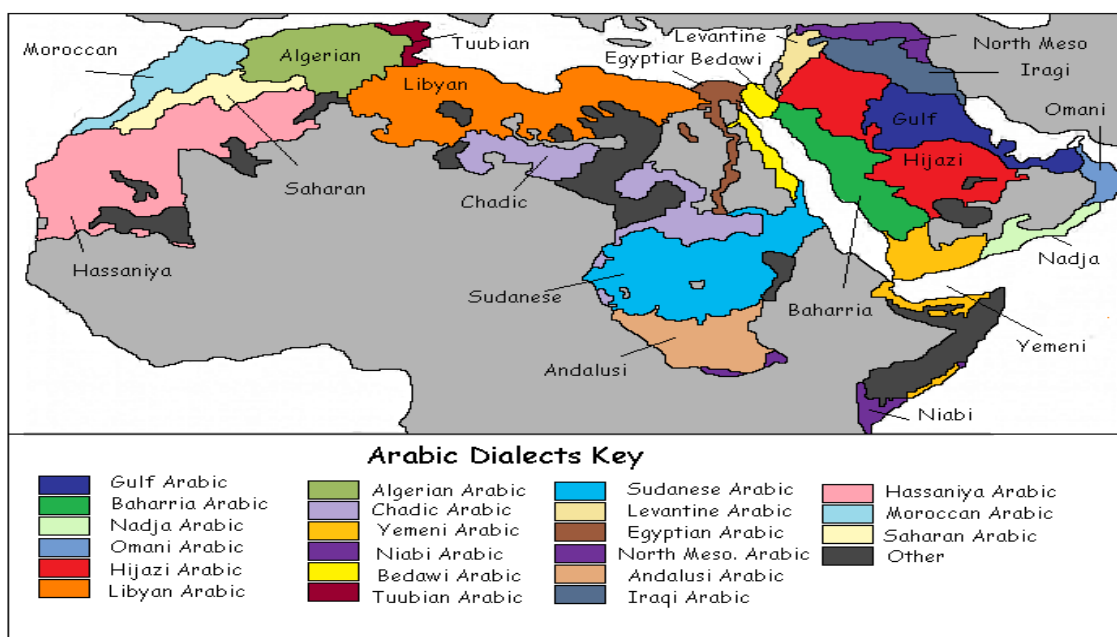 Moroccan
Algerian
Tuubian
Levantine
North Meso
Egyptiar
Bedawi
Iragi
Libyan
Omani
Gulf
Hijazi
Saharan
Chadic
Hassaniya
Nadja
Sudanese
Baharria
Yemeni
Andalusi
Niabi
Arabic Dialects Key
Gulf Arabic
Baharria Arabic
Nadja Arabic
Omani Arabic
Hijazi Arabic
Libyan Arabic
Algerian Arabic
Chadic Arabic
Yemeni Arabic
Niabi Arabic
Bedawi Arabic
Tuubian Arabic
Sudanese Arabic
Levantine Arabic
Egyptian Arabic
North Meso. Arabic
Andalusi Arabic
Iraqi Arabic
Hassaniya Arabic
Moroccan Arabic
Saharan Arabic
Other